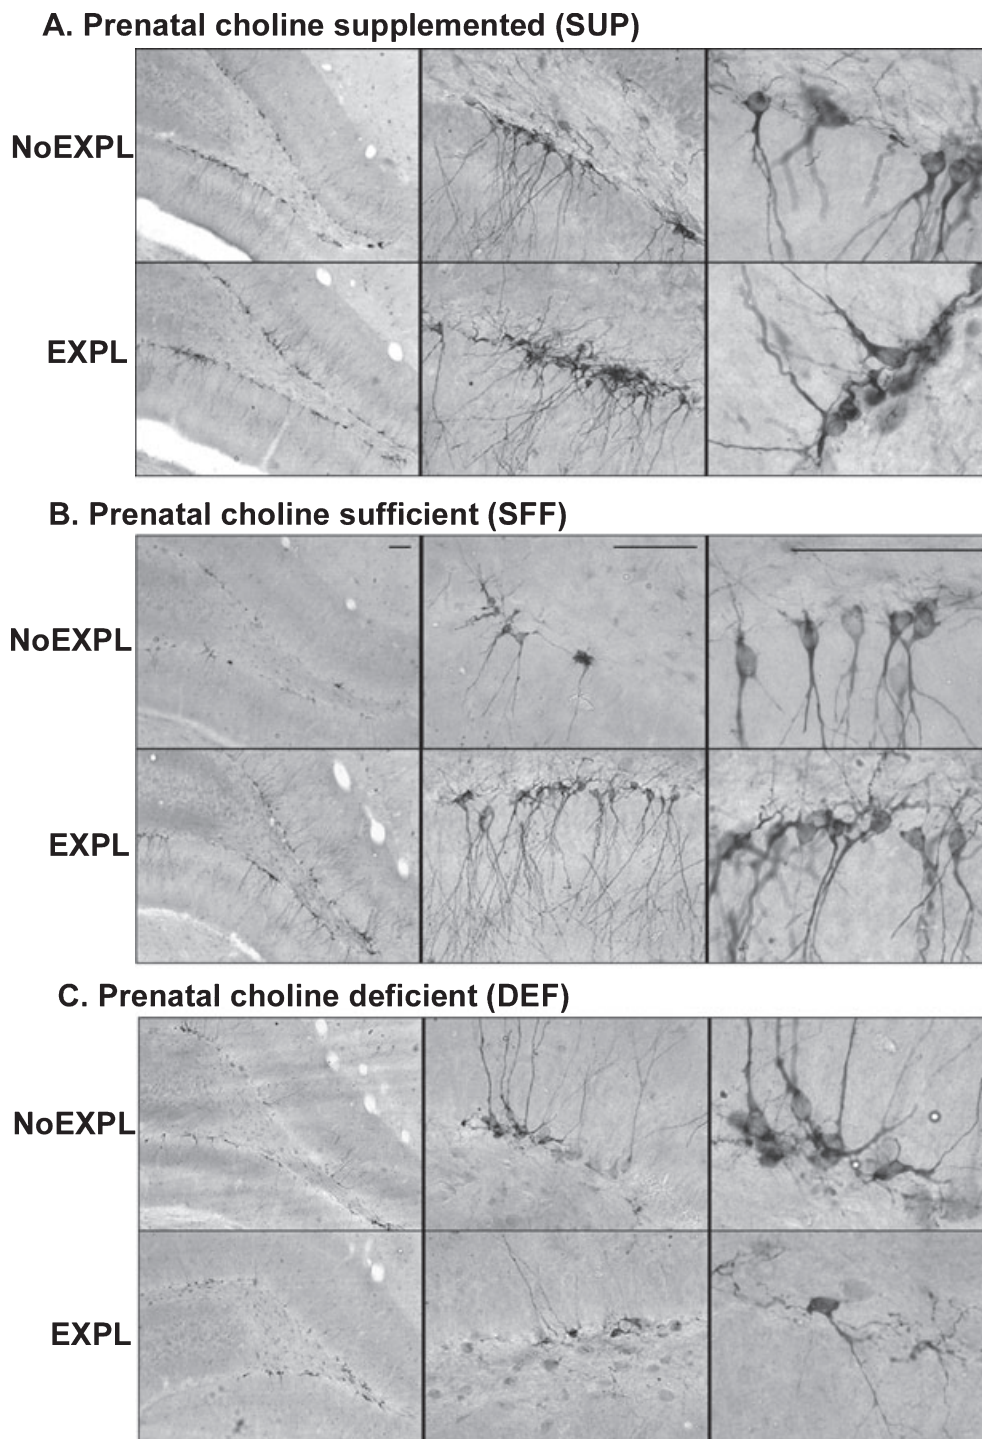 A. Prenatal choline supplemented (SUP)
NoEXPL
EXPL
B. Prenatal choline sufficient (SFF)
NoEXPL
EXPL
C. Prenatal choline deficient (DEF)
NoEXPL
EXPL